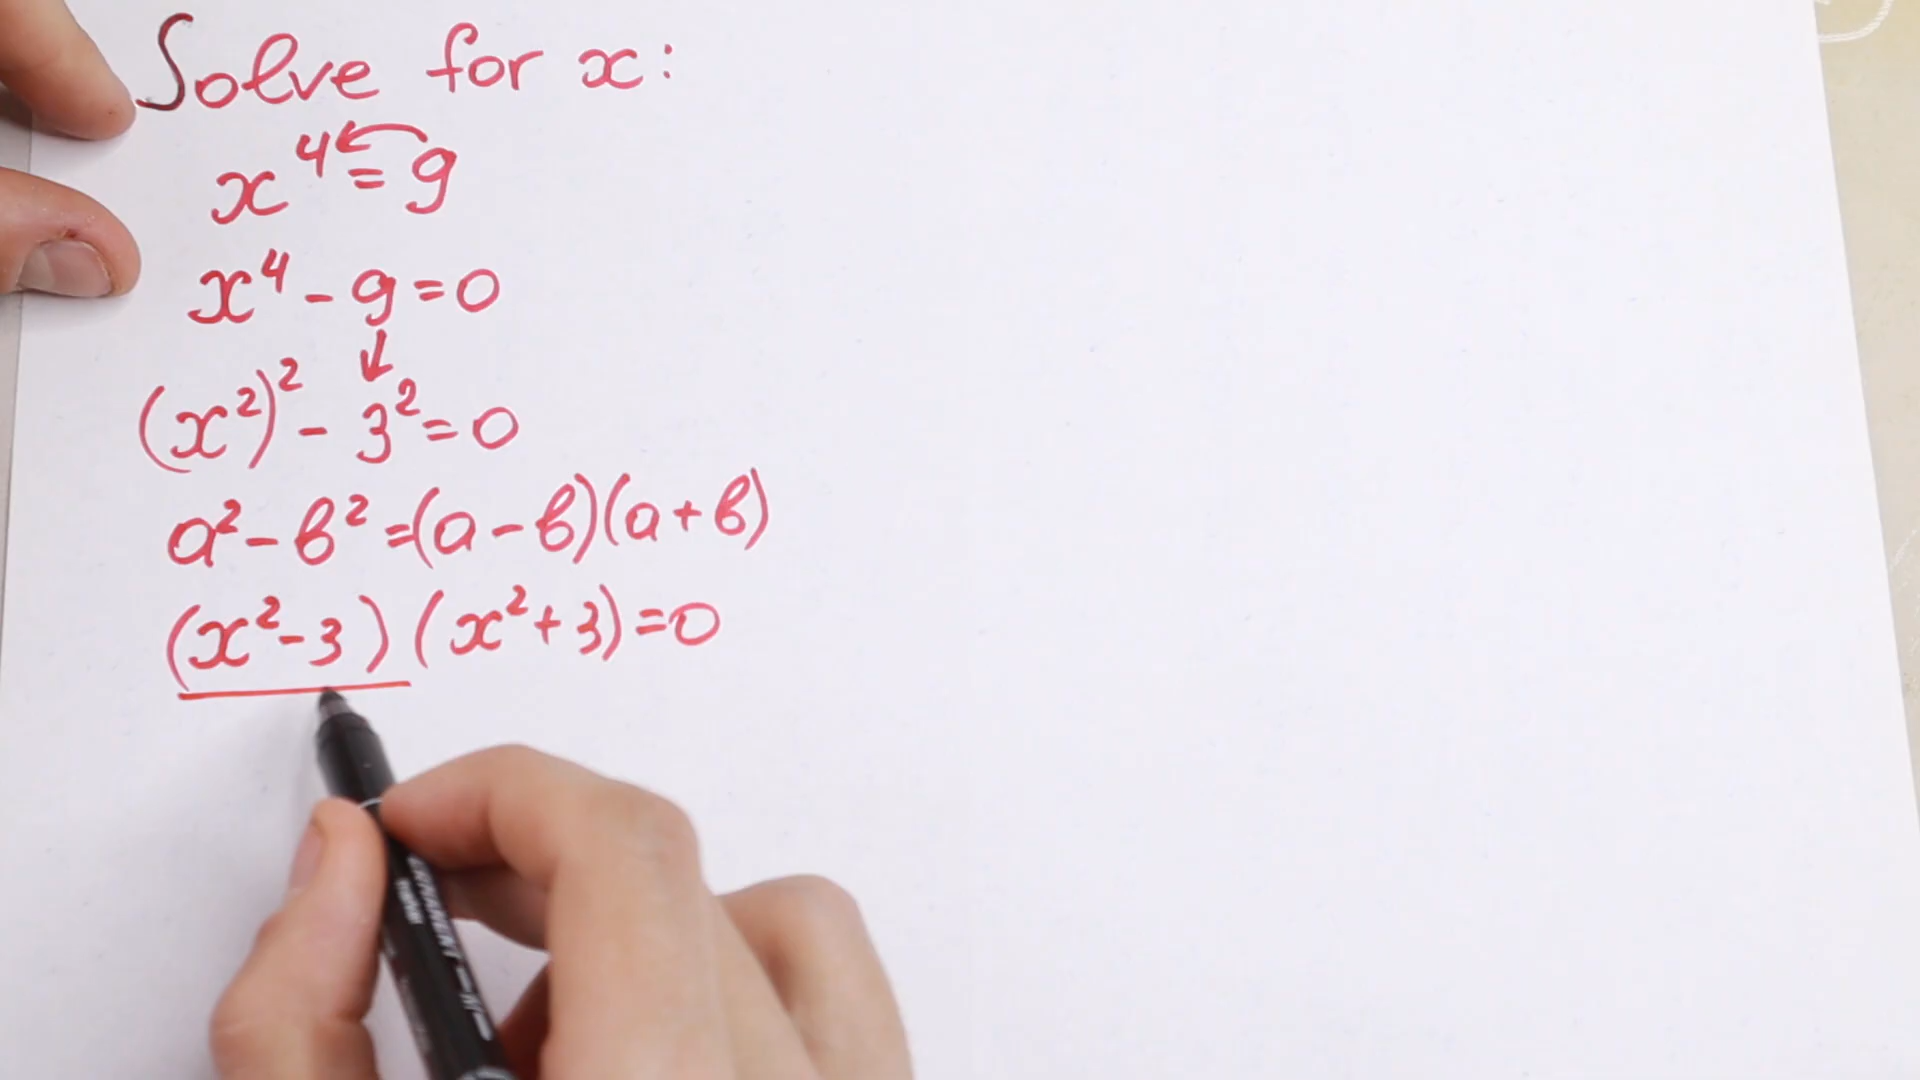 Solve for x:
x⁴ = 9
x⁴ - 9 = 0
(x²)² - 3² = 0
a² - b² = (a - b)(a + b)
(x² - 3)(x² + 3) = 0